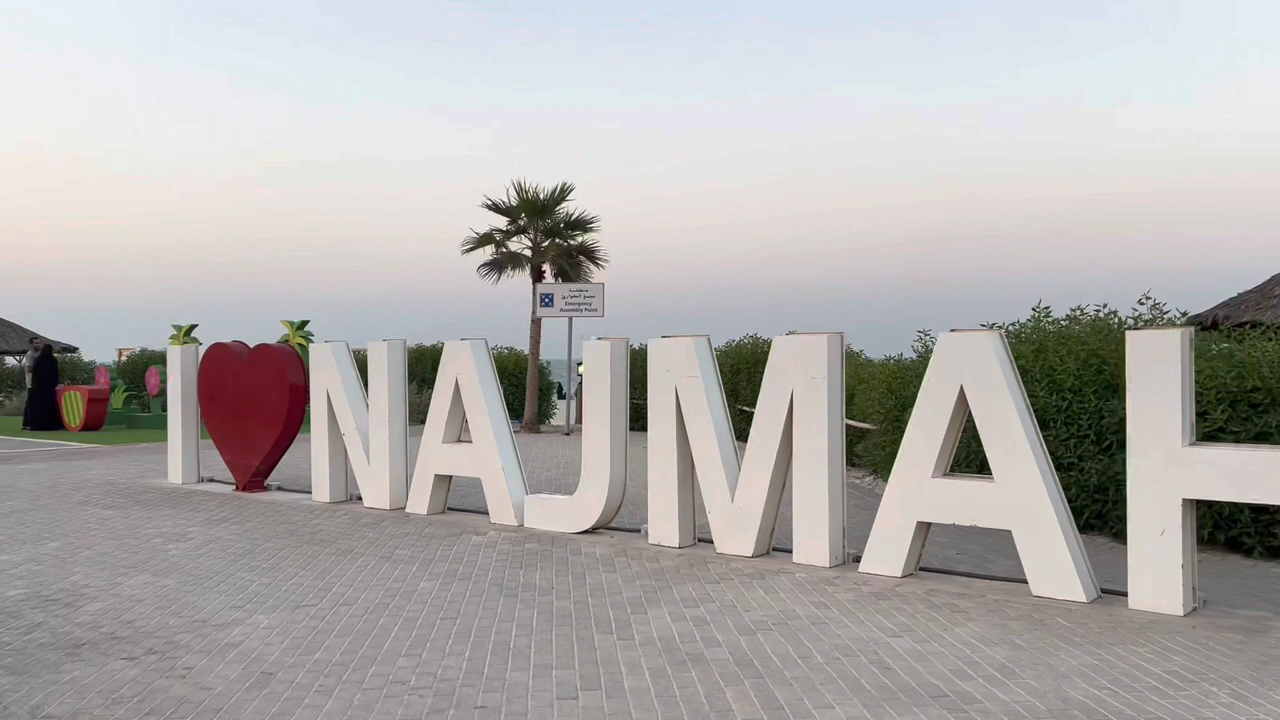 I NAJMAH
منطقة
تجمع الطوارئ
Emergency
Assembly Point